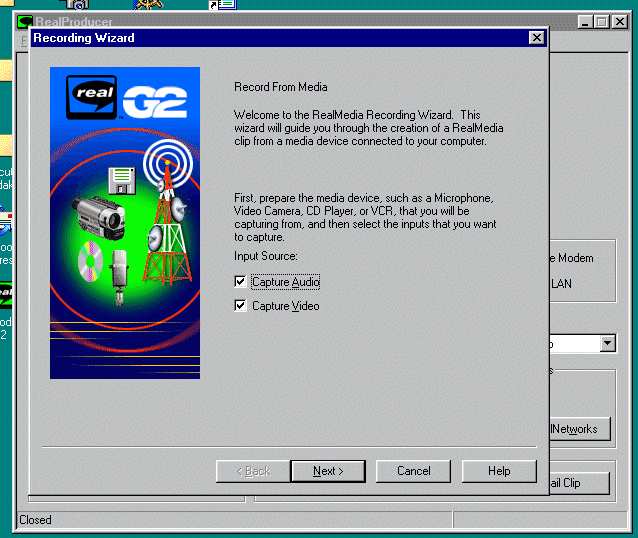 RealProducer
Recording Wizard
real G2
Record From Media
Welcome to the RealMedia Recording Wizard. This
wizard will guide you through the creation of a RealMedia
clip from a media device connected to your computer.
First, prepare the media device, such as a Microphone,
Video Camera, CD Player, or VCR, that you will be
capturing from, and then select the inputs that you want
to capture.
Input Source:
Capture Audio
Capture Video
< Back
Next >
Cancel
Help
Modem
LAN
lNetworks
Clip
Closed